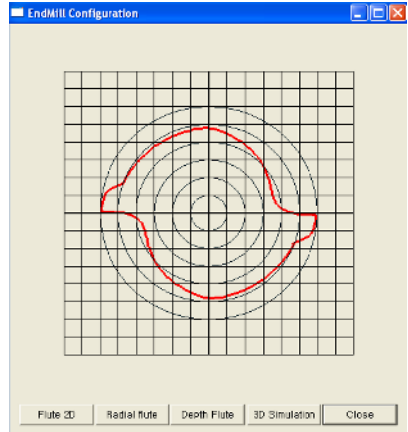 EndMill Configuration
Flute 2D
Radial flute
Depth Flute
3D Simulation
Close